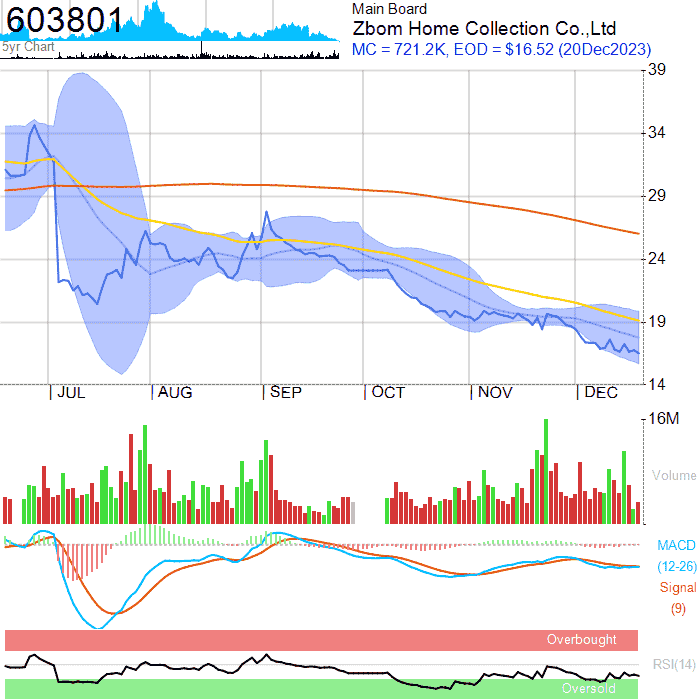 603801
5yr Chart
Main Board
Zbom Home Collection Co.,Ltd
MC = 721.2K, EOD = $16.52 (20Dec2023)
39
34
29
24
19
14
JUL
AUG
SEP
OCT
NOV
DEC
16M
Volume
MACD
(12-26)
Signal
(9)
Overbought
RSI(14)
Oversold